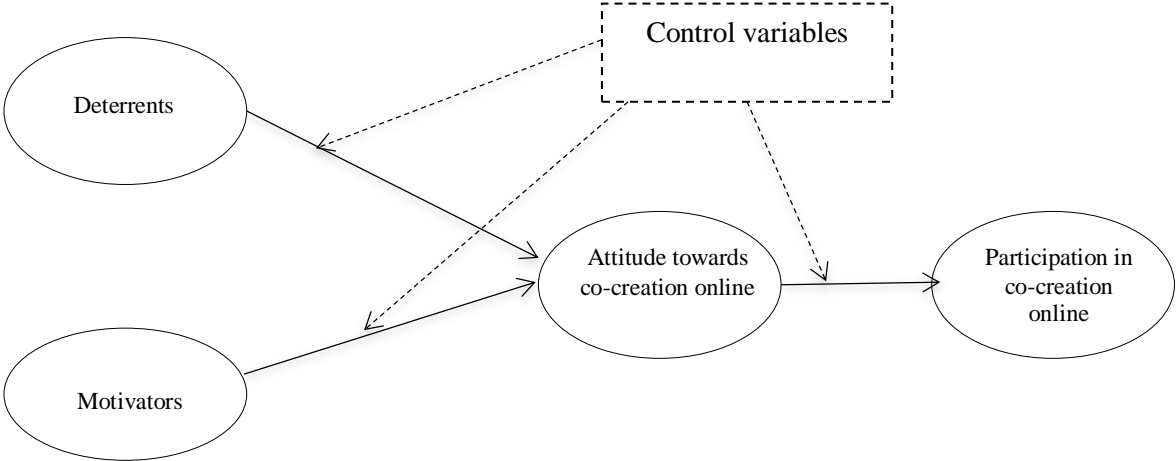 Control variables
Deterrents
Attitude towards
co-creation online
Participation in
co-creation
online
Motivators